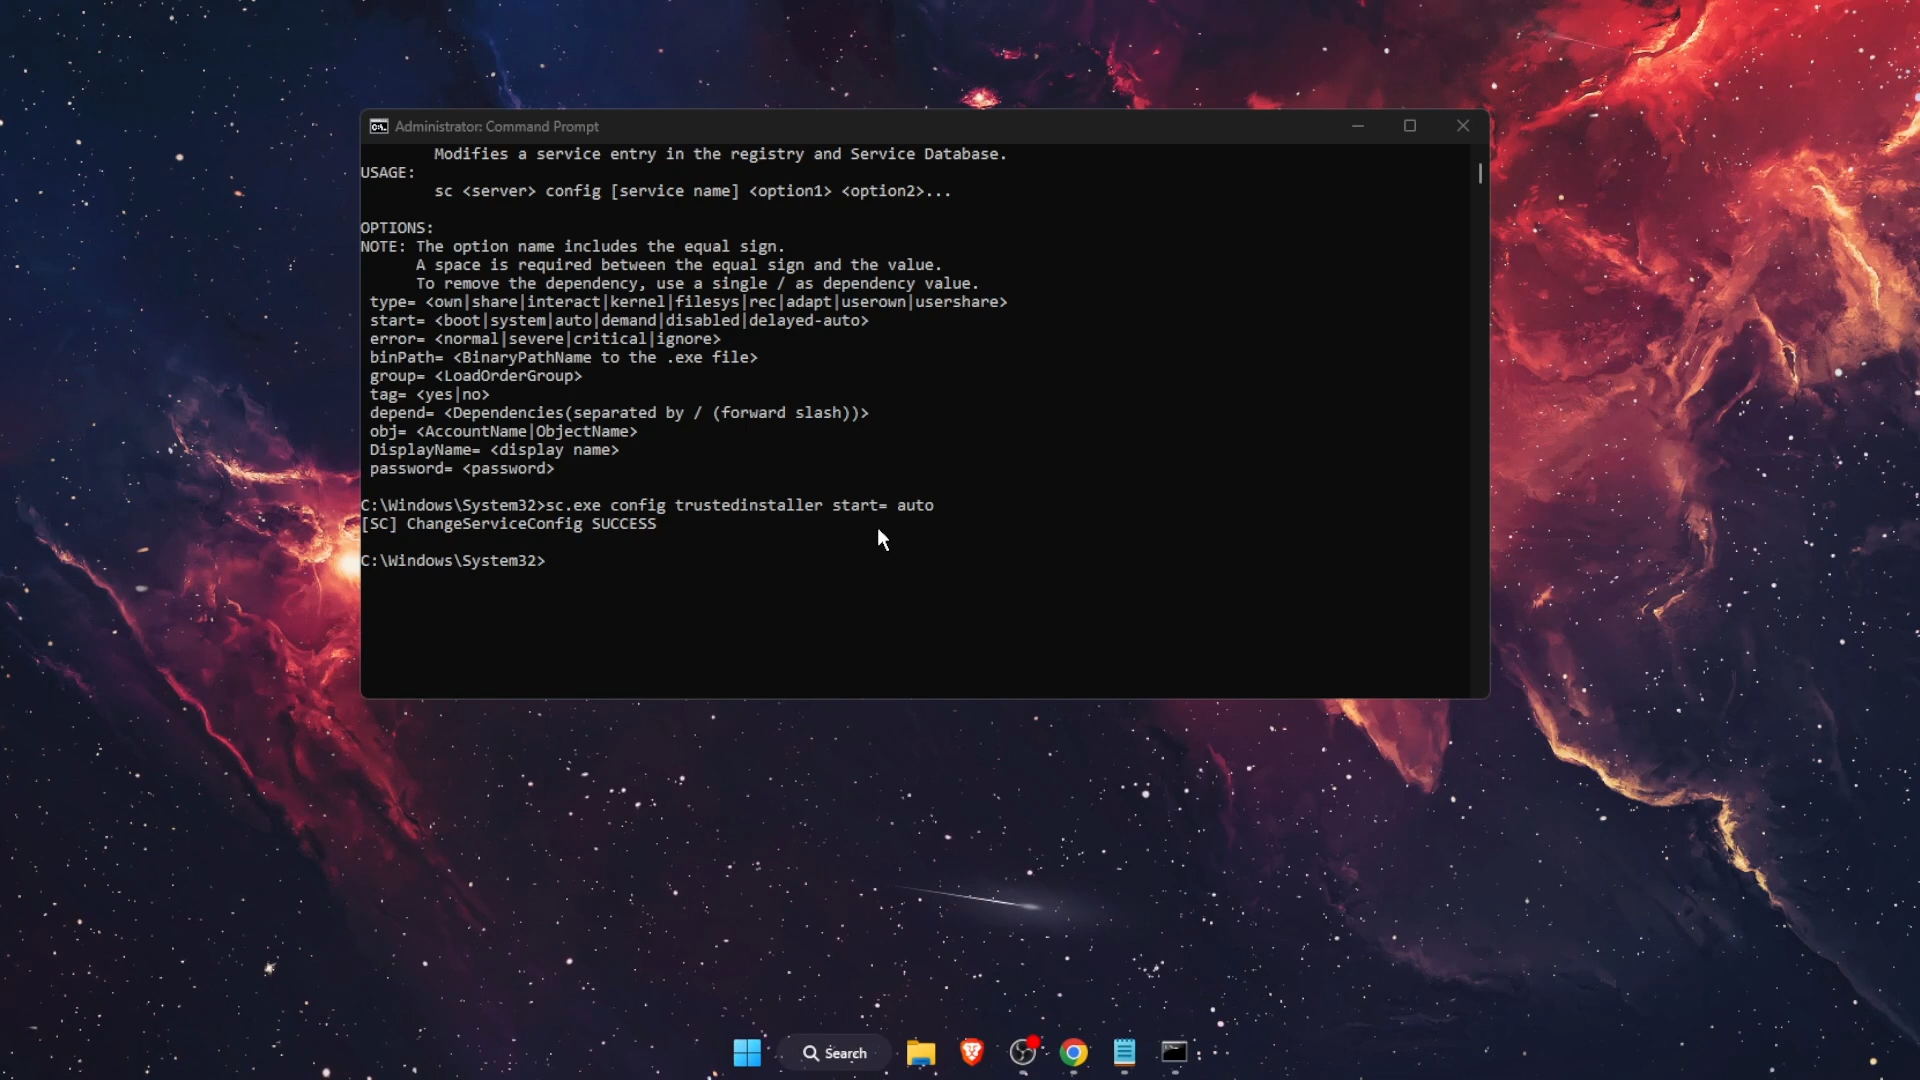 Administrator: Command Prompt
Modifies a service entry in the registry and Service Database.
USAGE:
sc <server> config [service name] <option1> <option2>...
OPTIONS:
NOTE: The option name includes the equal sign.
A space is required between the equal sign and the value.
To remove the dependency, use a single / as dependency value.
type= <own|share|interact|kernel|filesys|rec|adapt|userown|usershare>
start= <boot|system|auto|demand|disabled|delayed-auto>
error= <normal|severe|critical|ignore>
binPath= <BinaryPathName to the .exe file>
group= <LoadOrderGroup>
tag= <yes|no>
depend= <Dependencies(separated by / (forward slash))>
obj= <AccountName|ObjectName>
DisplayName= <display name>
password= <password>
C:\Windows\System32>sc.exe config trustedinstaller start= auto
[SC] ChangeServiceConfig SUCCESS
C:\Windows\System32>
Search